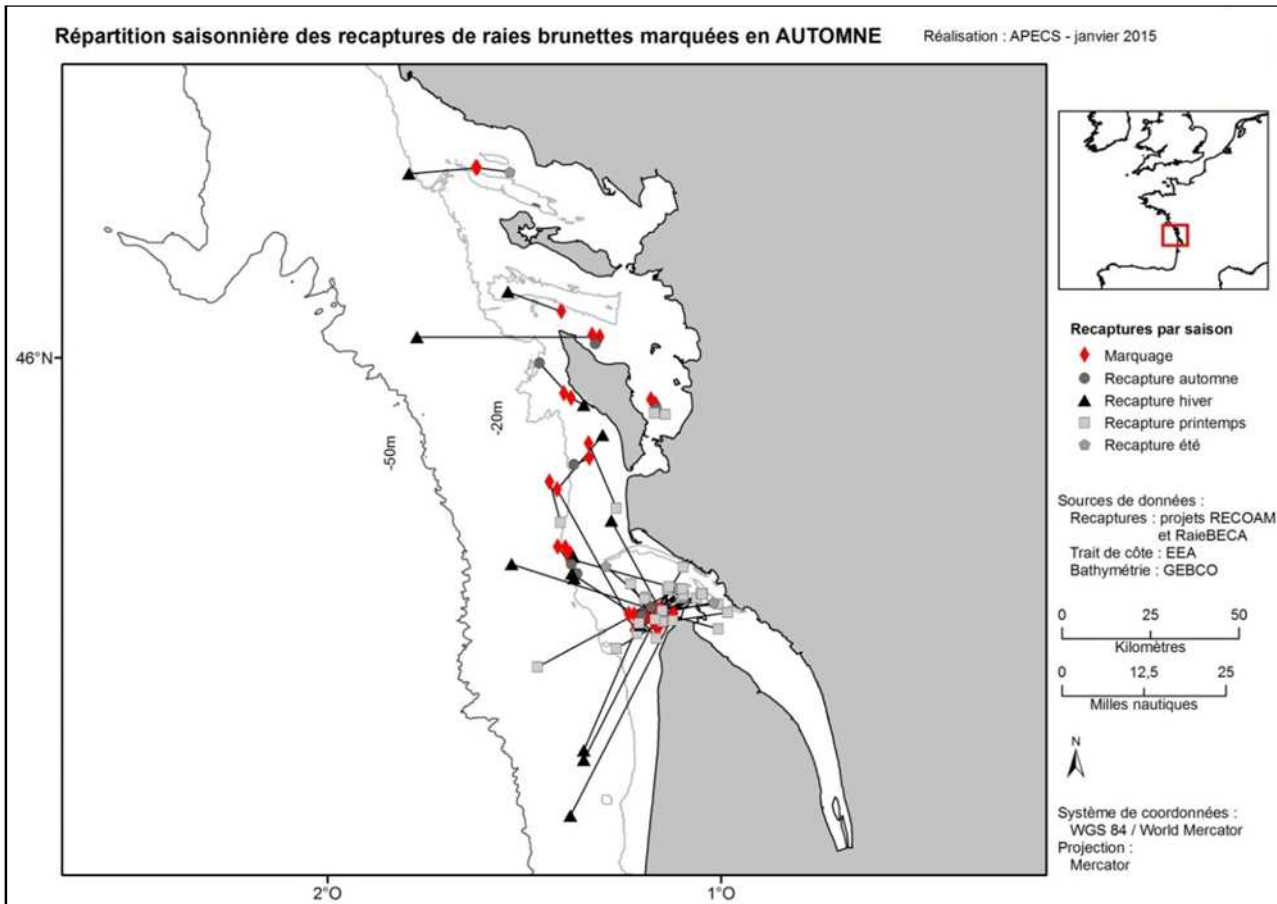 Répartition saisonnière des recaptures de raies brunettes marquées en AUTOMNE
Réalisation : APECS - janvier 2015
46°N
-20m
-50m
2°O
1°O
Recaptures par saison
Marquage
Recapture automne
Recapture hiver
Recapture printemps
Recapture été
Sources de données :
Recaptures : projets RECOAM
et RaieBECA
Trait de côte : EEA
Bathymétrie : GEBCO
0 25 50
Kilomètres
0 12,5 25
Milles nautiques
N
Système de coordonnées :
WGS 84 / World Mercator
Projection :
Mercator